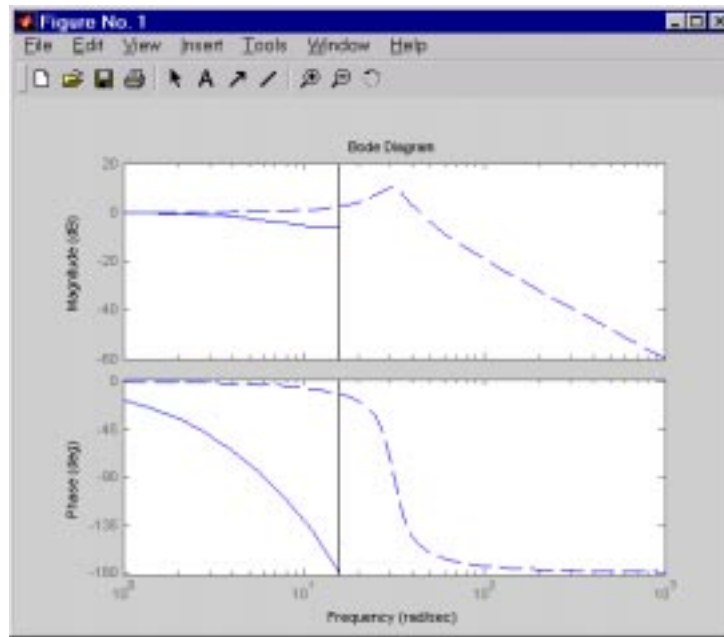 Figure No. 1
File Edit View Insert Tools Window Help
A
Bode Diagram
20
0
-20
-40
-60
Magnitude (dB)
0
-45
-90
-135
-180
Phase (deg)
10^0 10^1 10^2 10^3
Frequency (rad/sec)